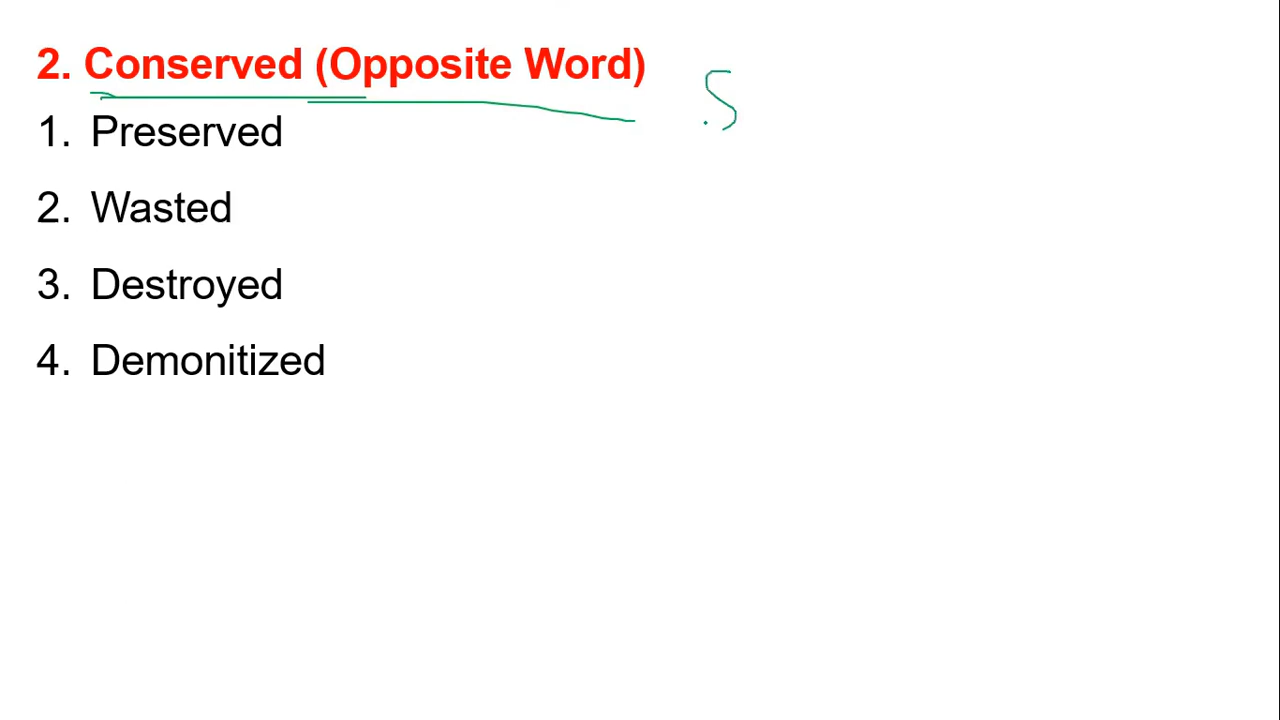 2. Conserved (Opposite Word)
S
1. Preserved
2. Wasted
3. Destroyed
4. Demonitized